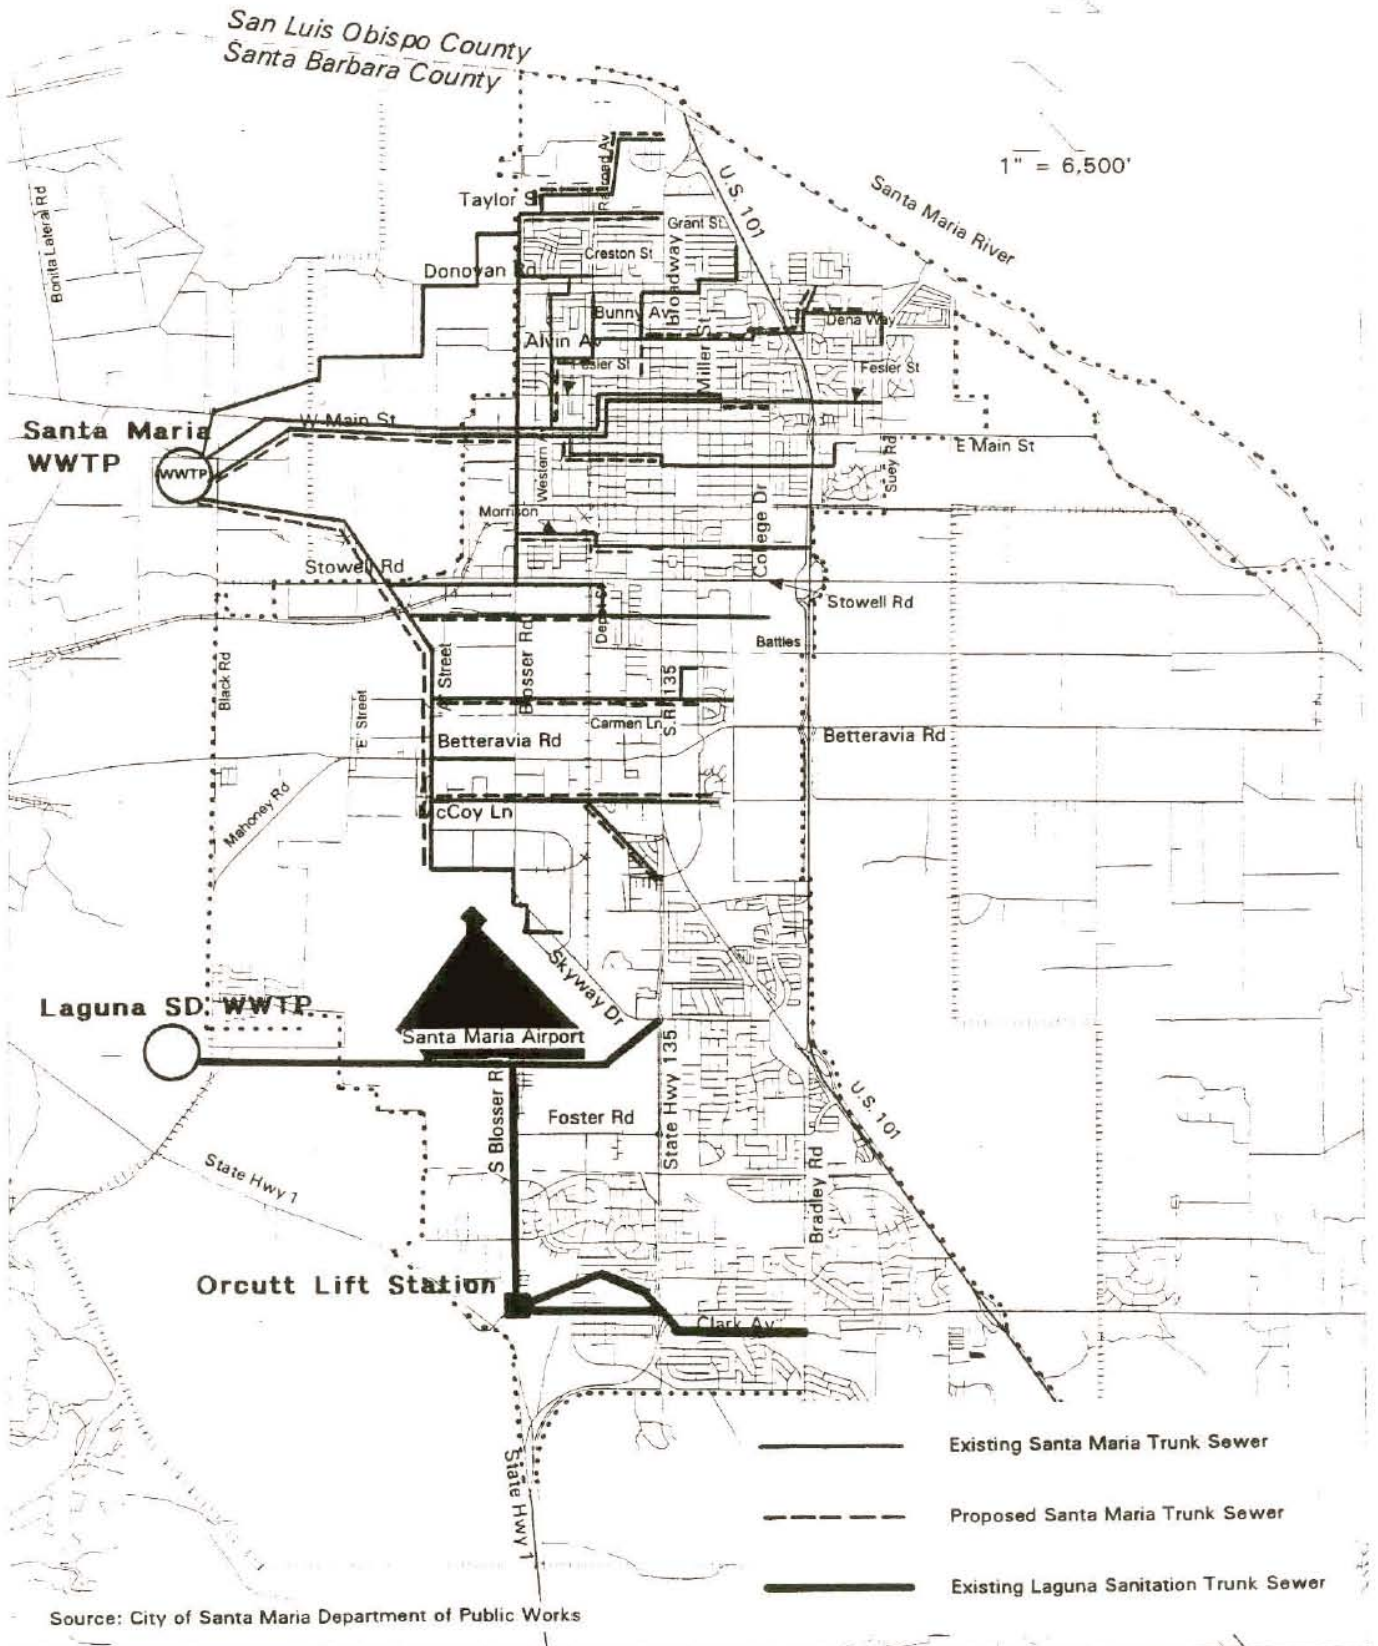 San Luis Obispo County
Santa Barbara County
1" = 6,500'
Bonita Lateral Rd
Railroad Av
U.S. 101
Santa Maria River
Taylor S
Grant St
Creston St
Broadway
Donovan Rd
Bunny Av
Dena Way
Alvin Av
Miller St
Fesler St
Fesler St
W Main St
Santa Maria
WWTP
WWTP
E Main St
Western
Suey Rd
Morrison
College Dr
Stowell Rd
Stowell Rd
Depot St
Battles
Black Rd
"A" Street
Blosser Rd
S.R. 135
"E" Street
Carmen Ln
Betteravia Rd
Betteravia Rd
Mahoney Rd
McCoy Ln
Skyway Dr
Laguna SD. WWTP
Santa Maria Airport
S Blosser R
State Hwy 135
U.S. 101
Foster Rd
State Hwy 1
Bradley Rd
Orcutt Lift Station
Clark Av
State Hwy 1
Existing Santa Maria Trunk Sewer
Proposed Santa Maria Trunk Sewer
Existing Laguna Sanitation Trunk Sewer
Source: City of Santa Maria Department of Public Works